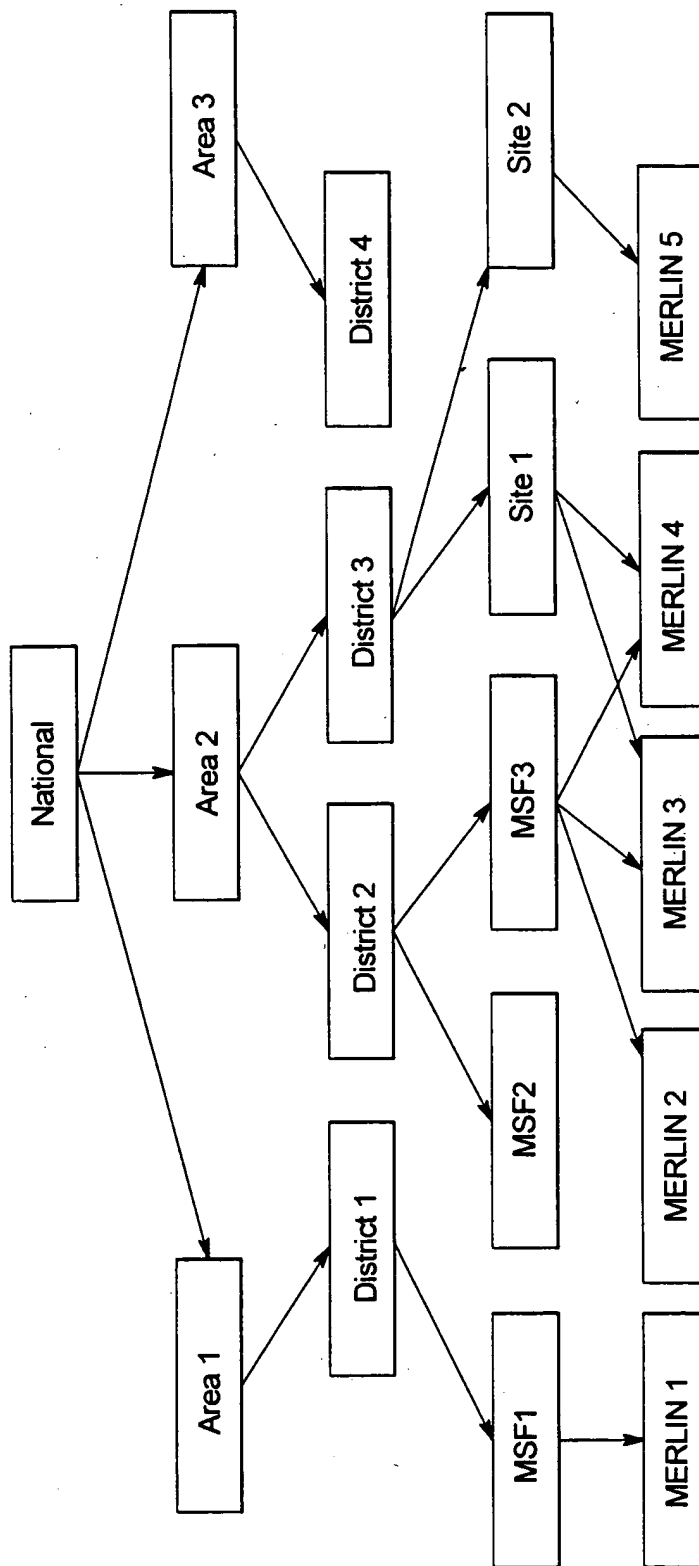 National
Area 1
Area 2
Area 3
District 1
District 2
District 3
District 4
MSF1
MSF2
MSF3
Site 1
Site 2
MERLIN 1
MERLIN 2
MERLIN 3
MERLIN 4
MERLIN 5